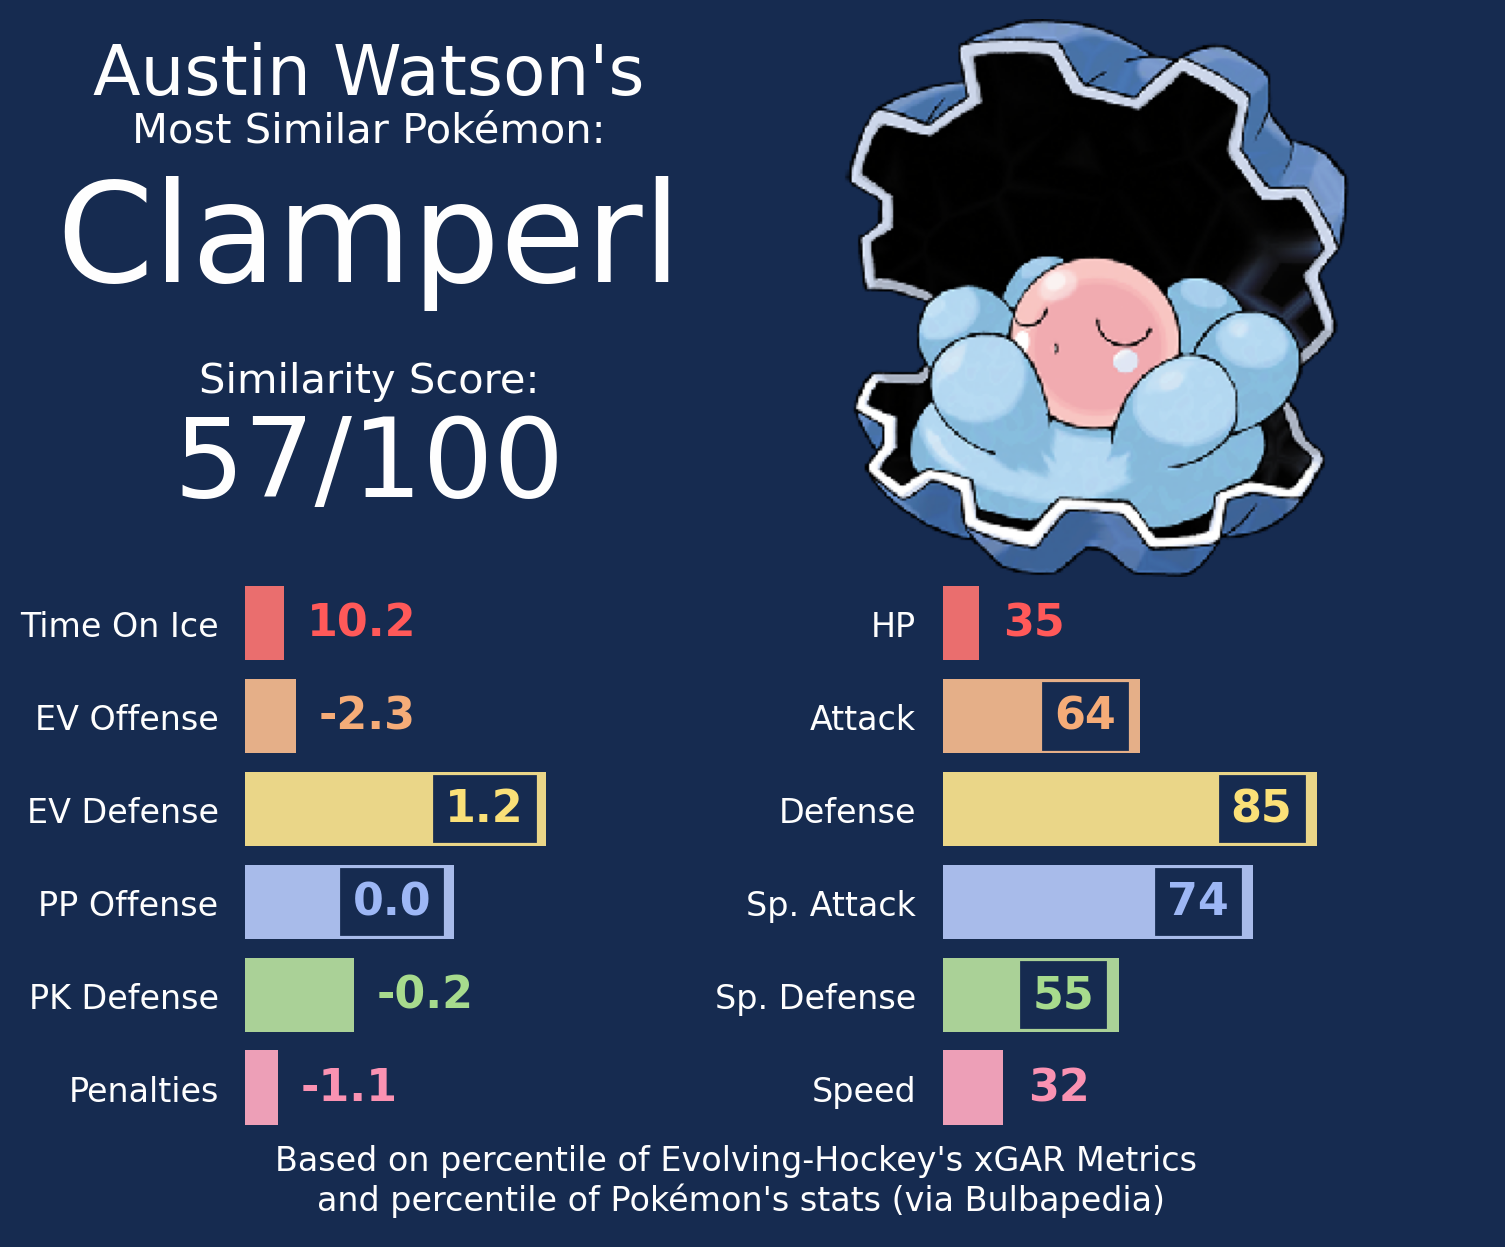 Austin Watson's
Most Similar Pokémon:
Clamperl
Similarity Score:
57/100
Time On Ice 10.2
EV Offense -2.3
EV Defense 1.2
PP Offense 0.0
PK Defense -0.2
Penalties -1.1
HP 35
Attack 64
Defense 85
Sp. Attack 74
Sp. Defense 55
Speed 32
Based on percentile of Evolving-Hockey's xGAR Metrics
and percentile of Pokémon's stats (via Bulbapedia)